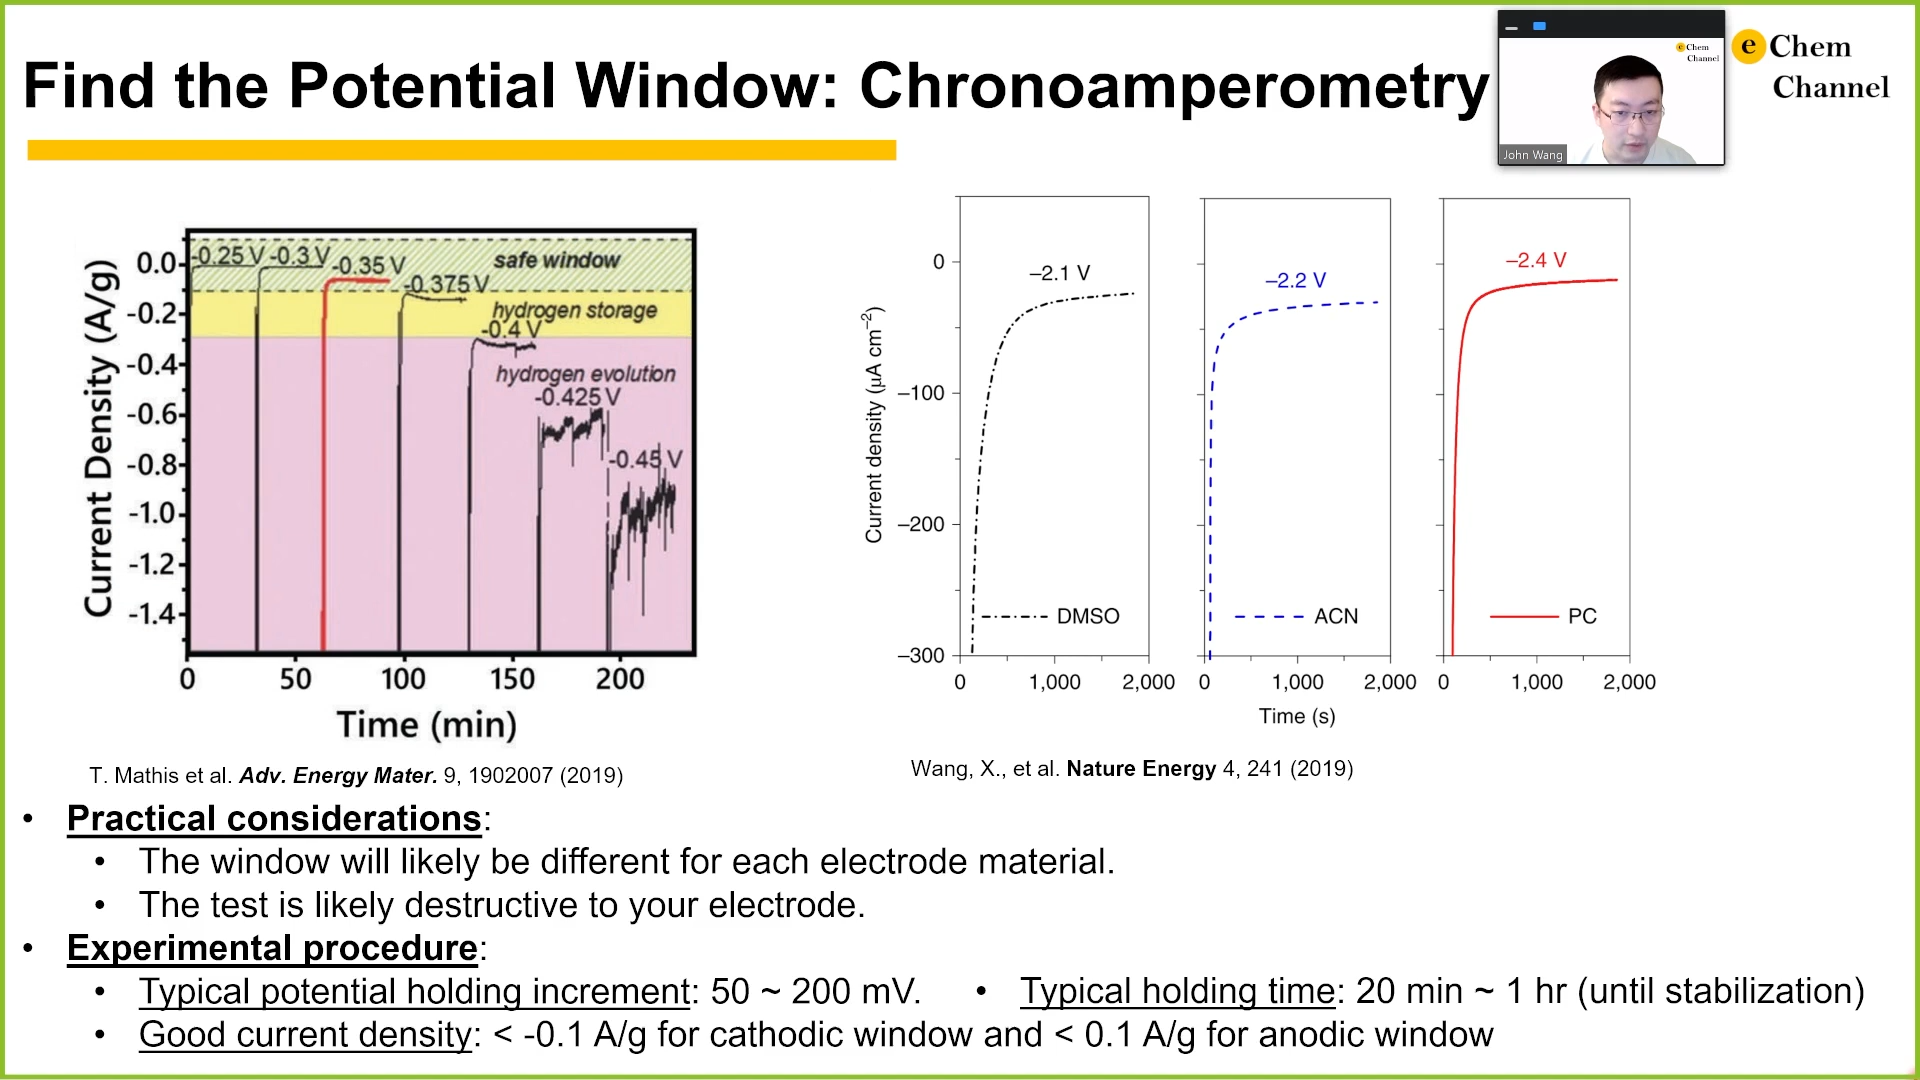 Find the Potential Window: Chronoamperometry
e Chem
Channel
e Chem
Channel
John Wang
-0.25 V
-0.3 V
-0.35 V
-0.375 V
-0.4 V
-0.425 V
-0.45 V
safe window
hydrogen storage
hydrogen evolution
Current Density (A/g)
0.0
-0.2
-0.4
-0.6
-0.8
-1.0
-1.2
-1.4
0 50 100 150 200
Time (min)
T. Mathis et al. Adv. Energy Mater. 9, 1902007 (2019)
Current density (µA cm⁻²)
0
–100
–200
–300
–2.1 V
–2.2 V
–2.4 V
DMSO
ACN
PC
0 1,000 2,000
0 1,000 2,000
0 1,000 2,000
Time (s)
Wang, X., et al. Nature Energy 4, 241 (2019)
• Practical considerations:
• The window will likely be different for each electrode material.
• The test is likely destructive to your electrode.
• Experimental procedure:
• Typical potential holding increment: 50 ~ 200 mV. • Typical holding time: 20 min ~ 1 hr (until stabilization)
• Good current density: < -0.1 A/g for cathodic window and < 0.1 A/g for anodic window